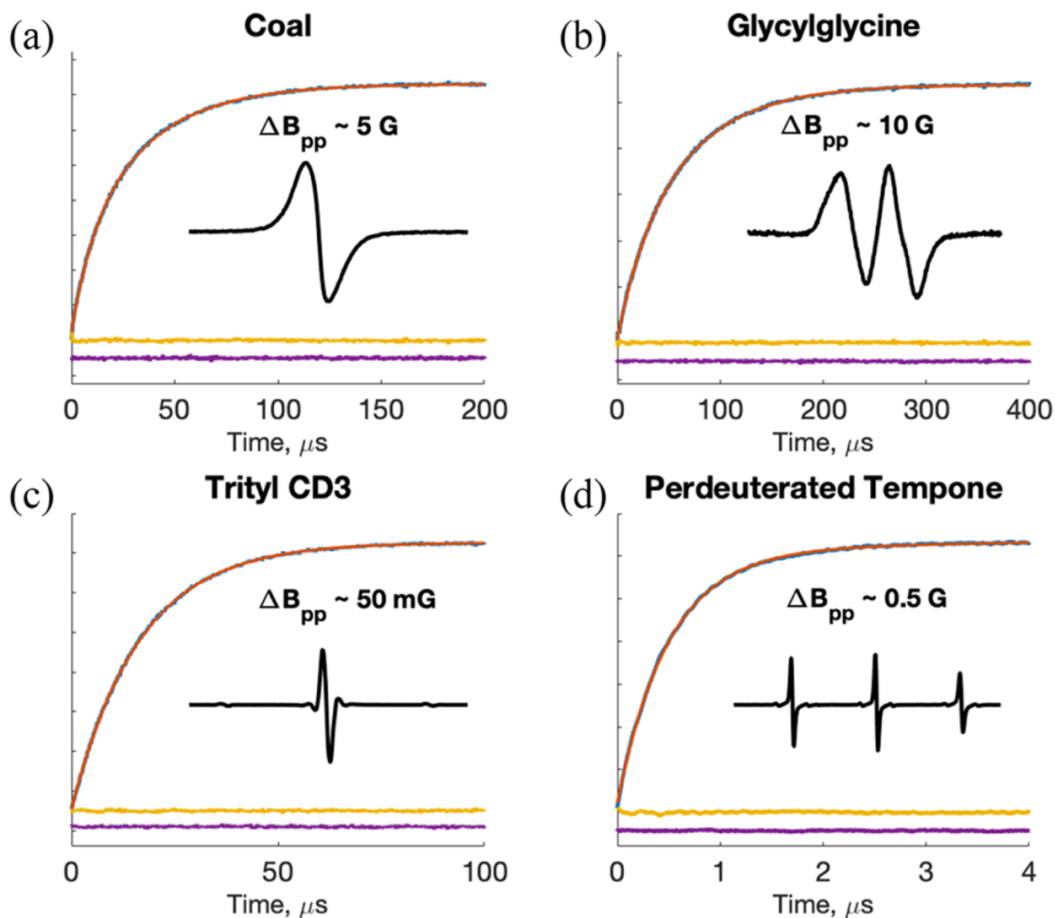 (a)
Coal
ΔBpp ~ 5 G
0 50 100 150 200
Time, μs
(b)
Glycylglycine
ΔBpp ~ 10 G
0 100 200 300 400
Time, μs
(c)
Trityl CD3
ΔBpp ~ 50 mG
0 50 100
Time, μs
(d)
Perdeuterated Tempone
ΔBpp ~ 0.5 G
0 1 2 3 4
Time, μs